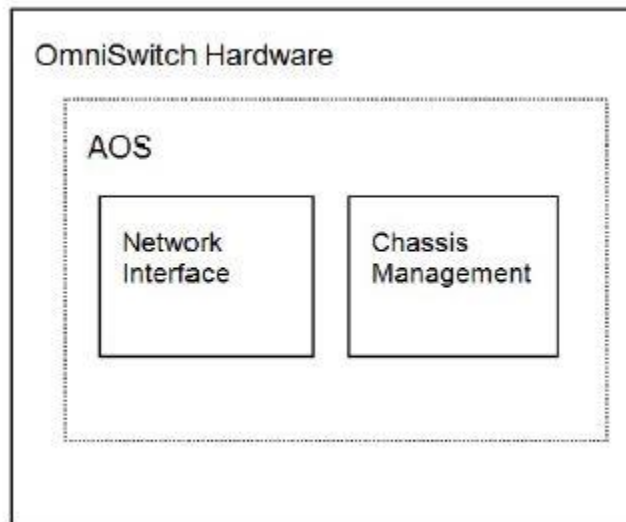 OmniSwitch Hardware
AOS
Network
Interface
Chassis
Management